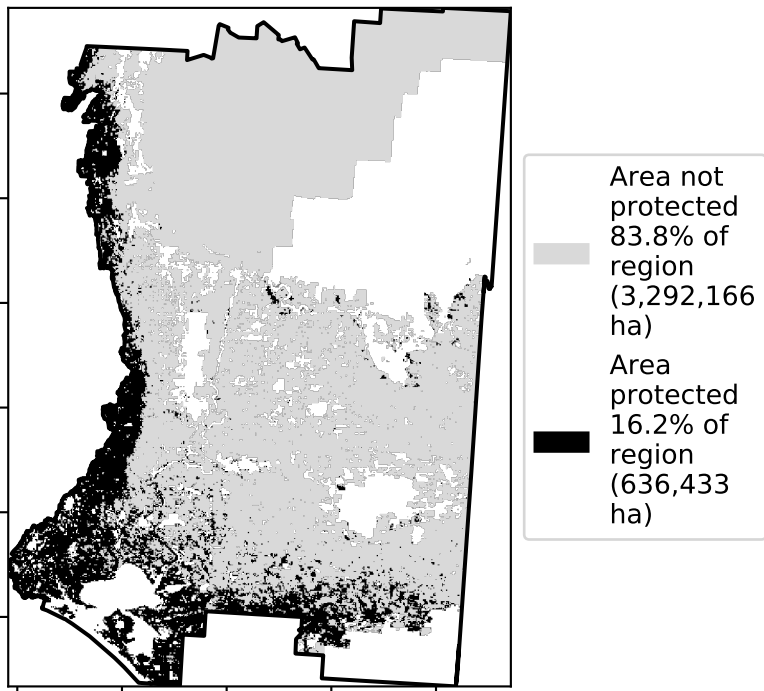 Area not
protected
83.8% of
region
(3,292,166
ha)
Area
protected
16.2% of
region
(636,433
ha)